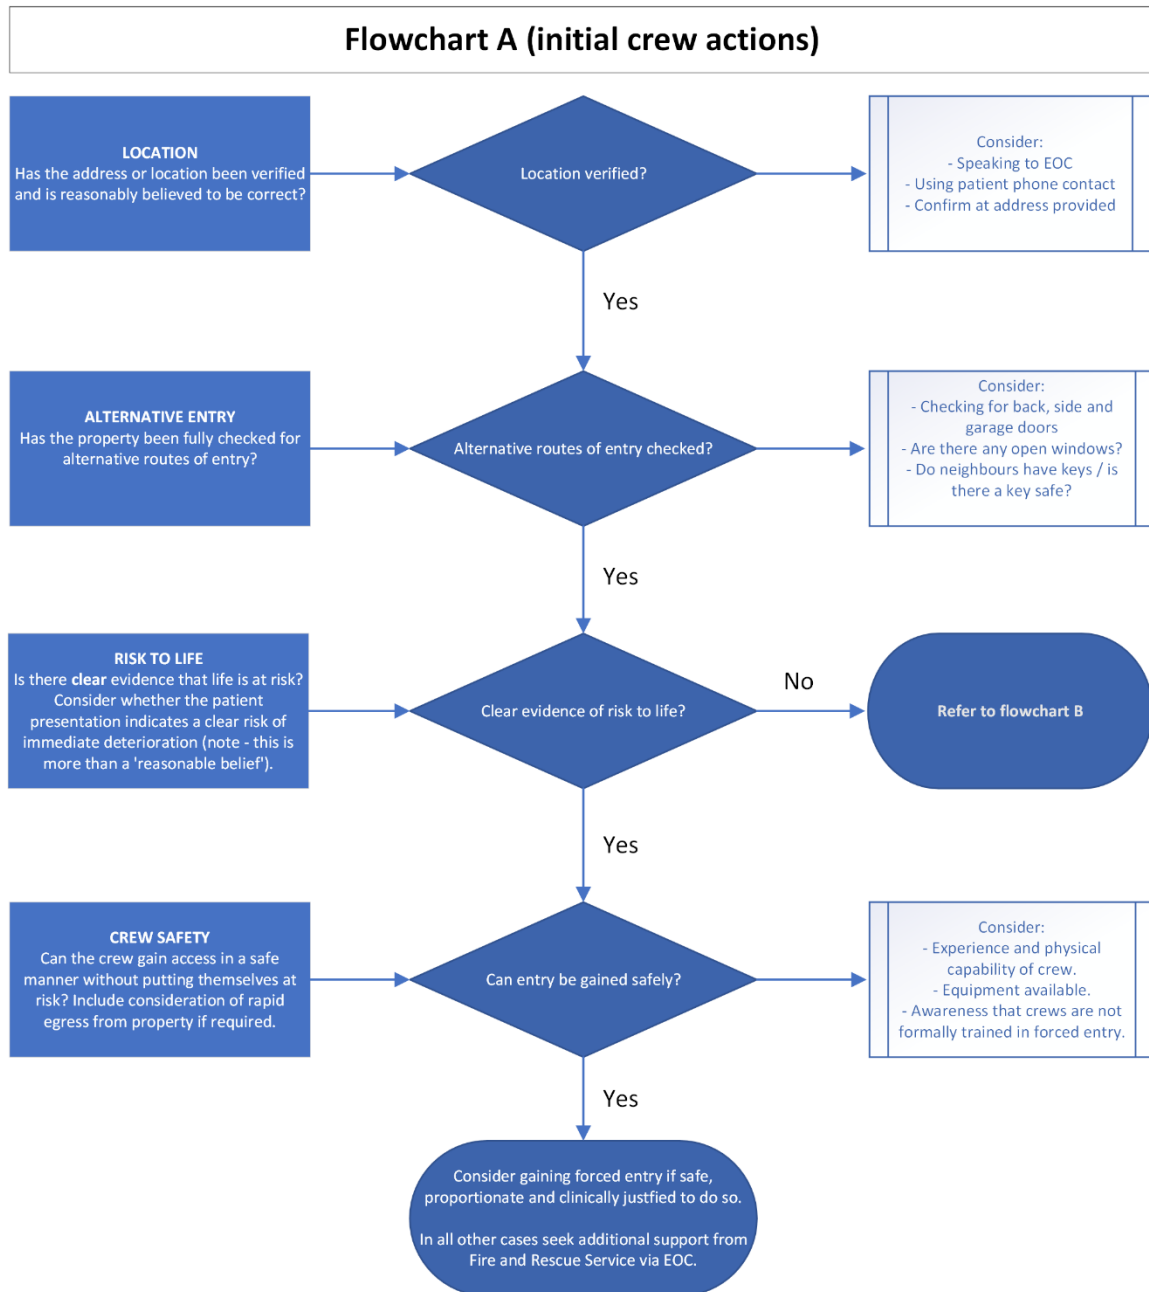 Flowchart A (initial crew actions)
LOCATION
Has the address or location been verified
and is reasonably believed to be correct?
Location verified?
Consider:
- Speaking to EOC
- Using patient phone contact
- Confirm at address provided
Yes
ALTERNATIVE ENTRY
Has the property been fully checked for
alternative routes of entry?
Alternative routes of entry checked?
Consider:
- Checking for back, side and
garage doors
- Are there any open windows?
- Do neighbours have keys / is
there a key safe?
Yes
RISK TO LIFE
Is there clear evidence that life is at risk?
Consider whether the patient
presentation indicates a clear risk of
immediate deterioration (note - this is
more than a 'reasonable belief').
Clear evidence of risk to life?
No
Refer to flowchart B
Yes
CREW SAFETY
Can the crew gain access in a safe
manner without putting themselves at
risk? Include consideration of rapid
egress from property if required.
Can entry be gained safely?
Consider:
- Experience and physical
capability of crew.
- Equipment available.
- Awareness that crews are not
formally trained in forced entry.
Yes
Consider gaining forced entry if safe,
proportionate and clinically justfied to do so.
In all other cases seek additional support from
Fire and Rescue Service via EOC.